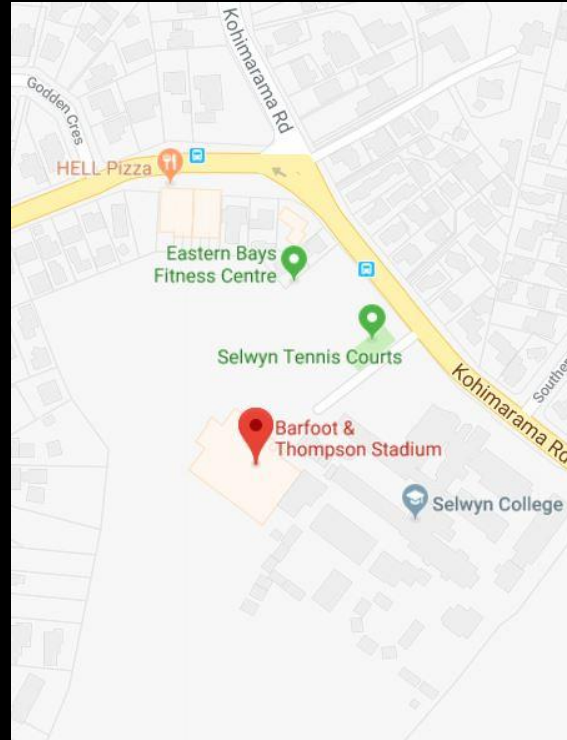 Kohimarama Rd
Godden Cres
HELL Pizza
Eastern Bays
Fitness Centre
Selwyn Tennis Courts
Kohimarama Rd
Souther
Barfoot &
Thompson Stadium
Selwyn College